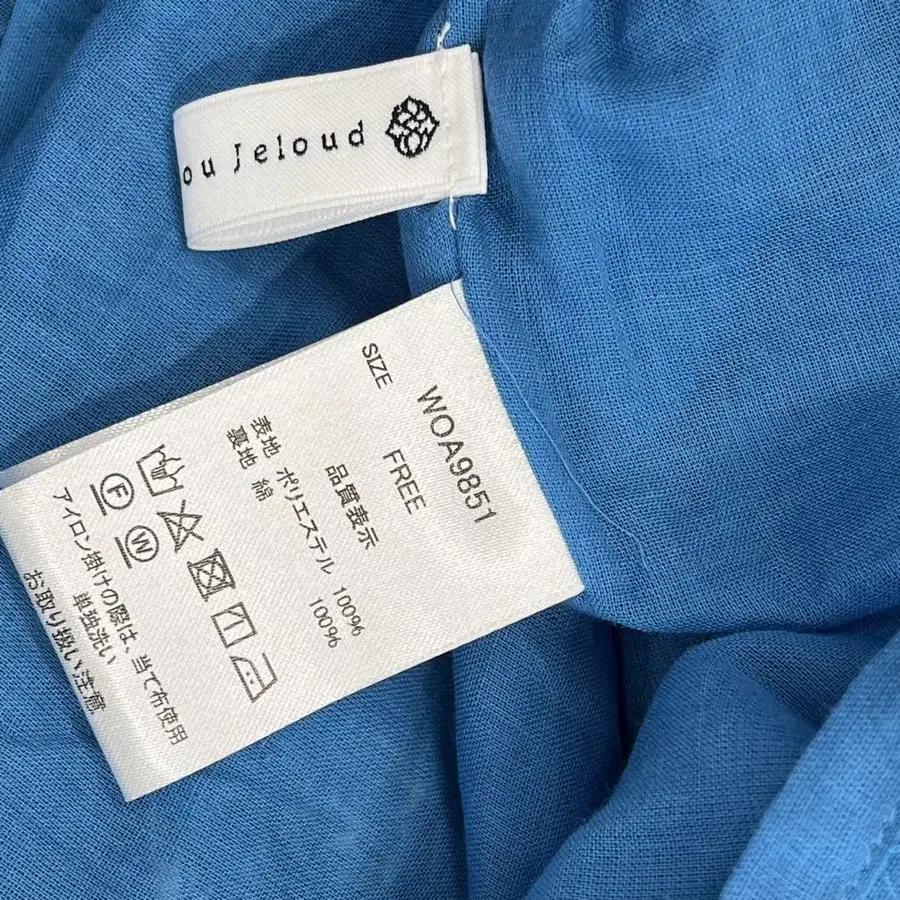 ou Jeloud
WOA9851
SIZE FREE
品質表示
表地 ポリエステル 100%
裏地 綿 100%
F
W
アイロン掛けの際は、当て布使用
単独洗い
お取り扱い注意